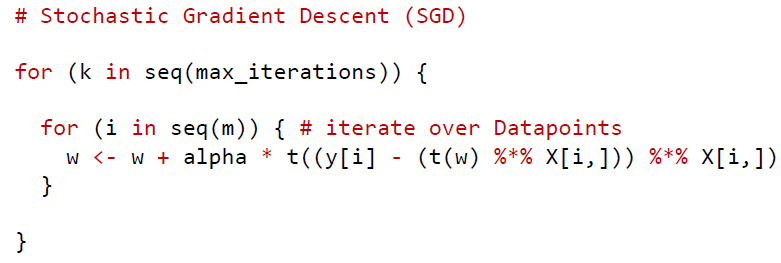 # Stochastic Gradient Descent (SGD)
for (k in seq(max_iterations)) {
for (i in seq(m)) { # iterate over Datapoints
w <- w + alpha * t((y[i] - (t(w) %*% X[i,])) %*% X[i,])
}
}